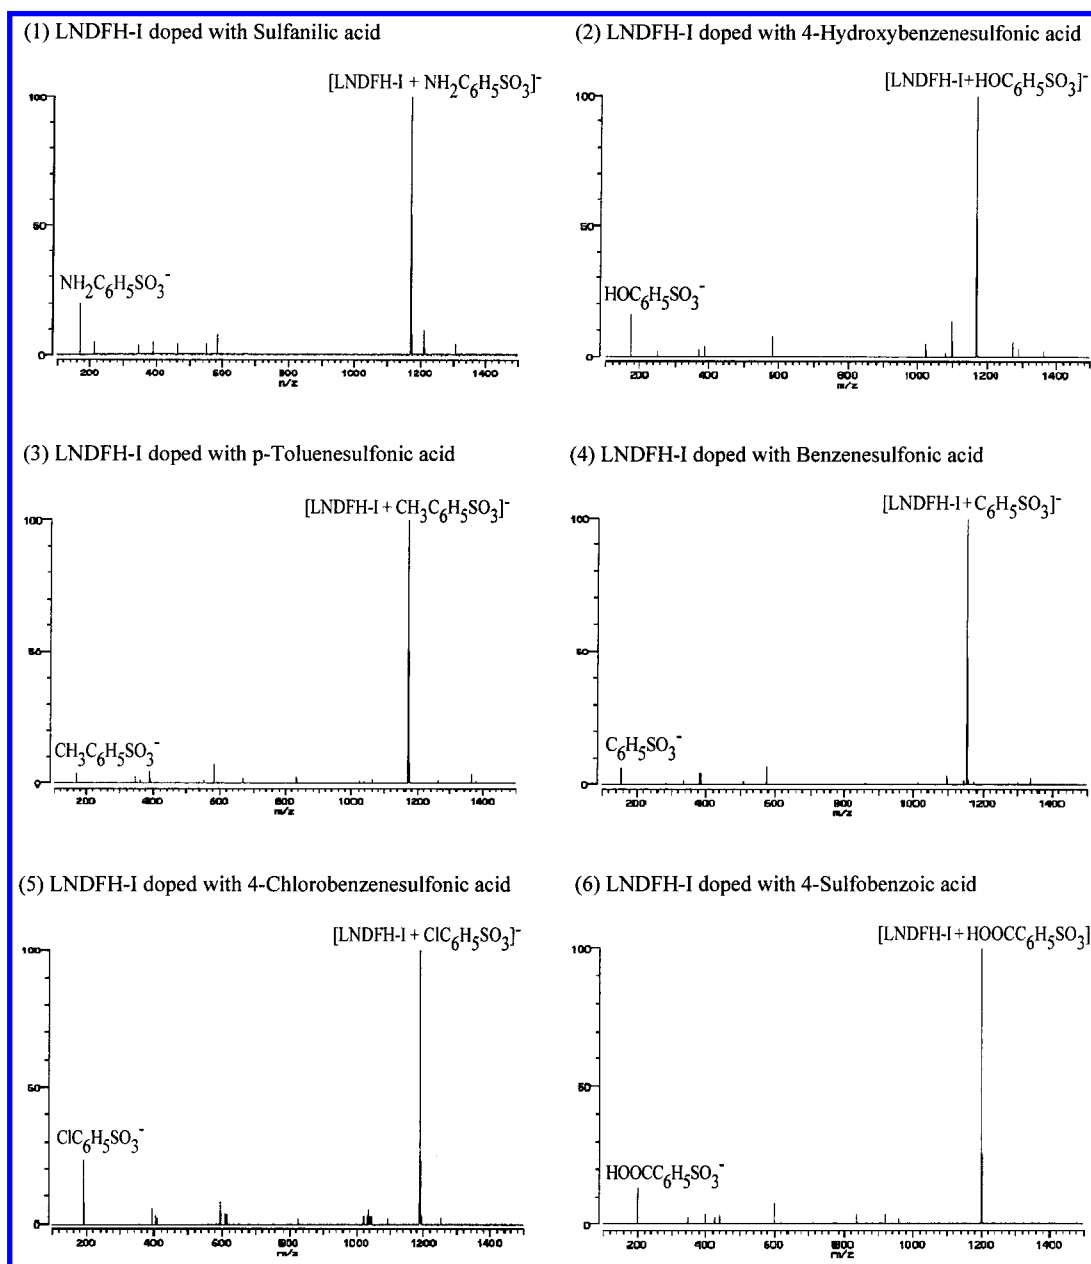 (1) LNDFH-I doped with Sulfanilic acid
[LNDFH-I + NH2C6H5SO3]-
100
50
0
NH2C6H5SO3-
200 400 600 800 1000 1200 1400
m/z
(2) LNDFH-I doped with 4-Hydroxybenzenesulfonic acid
[LNDFH-I+HOC6H5SO3]-
100
50
0
HOC6H5SO3-
200 400 600 800 1000 1200 1400
m/z
(3) LNDFH-I doped with p-Toluenesulfonic acid
[LNDFH-I + CH3C6H5SO3]-
100
50
0
CH3C6H5SO3-
200 400 600 800 1000 1200 1400
m/z
(4) LNDFH-I doped with Benzenesulfonic acid
[LNDFH-I+C6H5SO3]-
100
50
0
C6H5SO3-
200 400 600 800 1000 1200 1400
m/z
(5) LNDFH-I doped with 4-Chlorobenzenesulfonic acid
[LNDFH-I + ClC6H5SO3]-
100
50
0
ClC6H5SO3-
200 400 600 800 1000 1200 1400
m/z
(6) LNDFH-I doped with 4-Sulfobenzoic acid
[LNDFH-I+HOOCC6H5SO3]
100
50
0
HOOCC6H5SO3-
200 400 600 800 1000 1200 1400
m/z